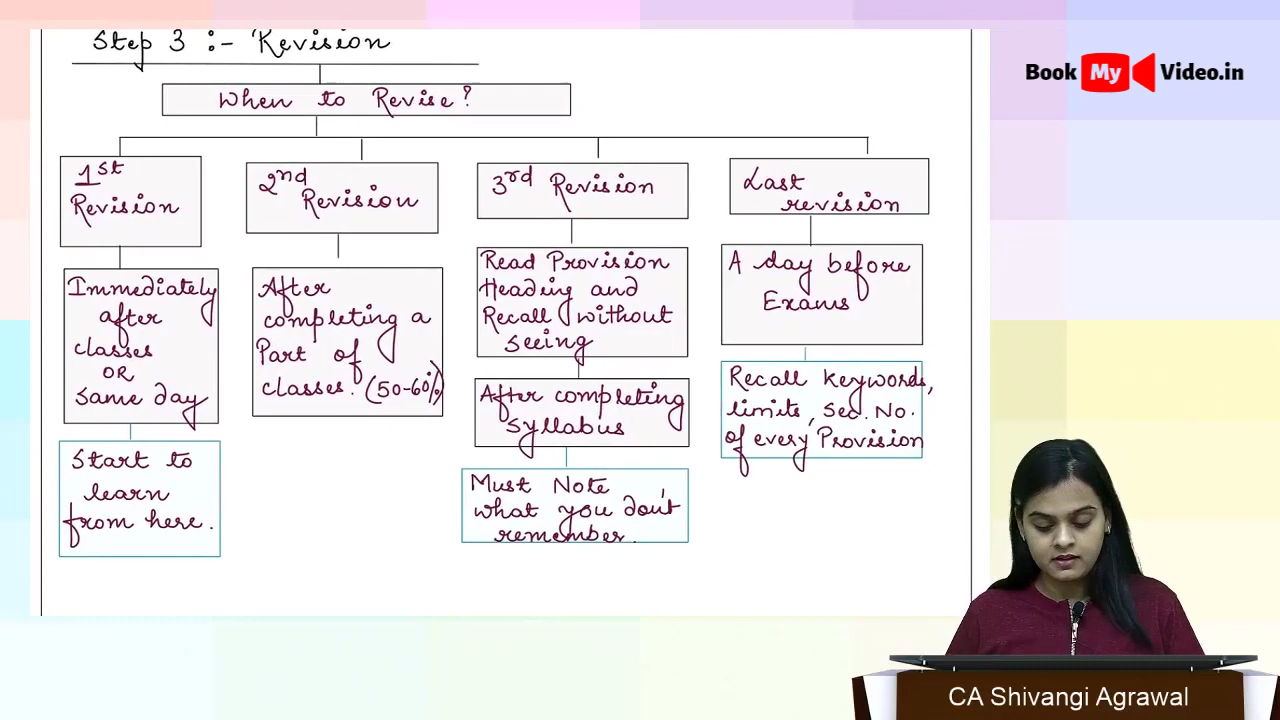 Step 3 :- Revision
When to Revise?
1st
Revision
Immediately
after
classes
OR
same day
Start to
learn
from here.
2nd
Revision
After
completing a
Part of
classes. (50-60%)
3rd Revision
Read Provision
Heading and
Recall without
seeing
After completing
syllabus
Must Note
what you don't
remember.
Last
revision
A day before
Exams
Recall keywords,
limits, Sec. No.
of every Provision
Book My Video.in
CA Shivangi Agrawal